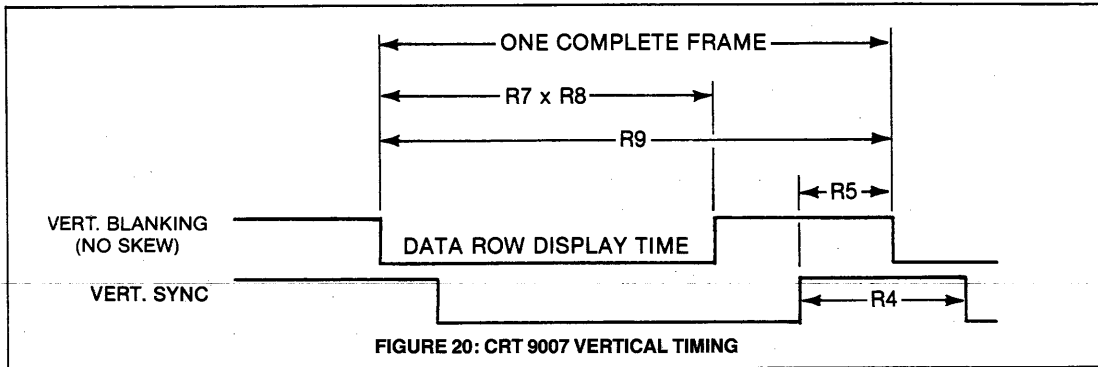 ONE COMPLETE FRAME
R7 x R8
R9
R5
VERT. BLANKING
(NO SKEW)
DATA ROW DISPLAY TIME
VERT. SYNC
R4
FIGURE 20: CRT 9007 VERTICAL TIMING